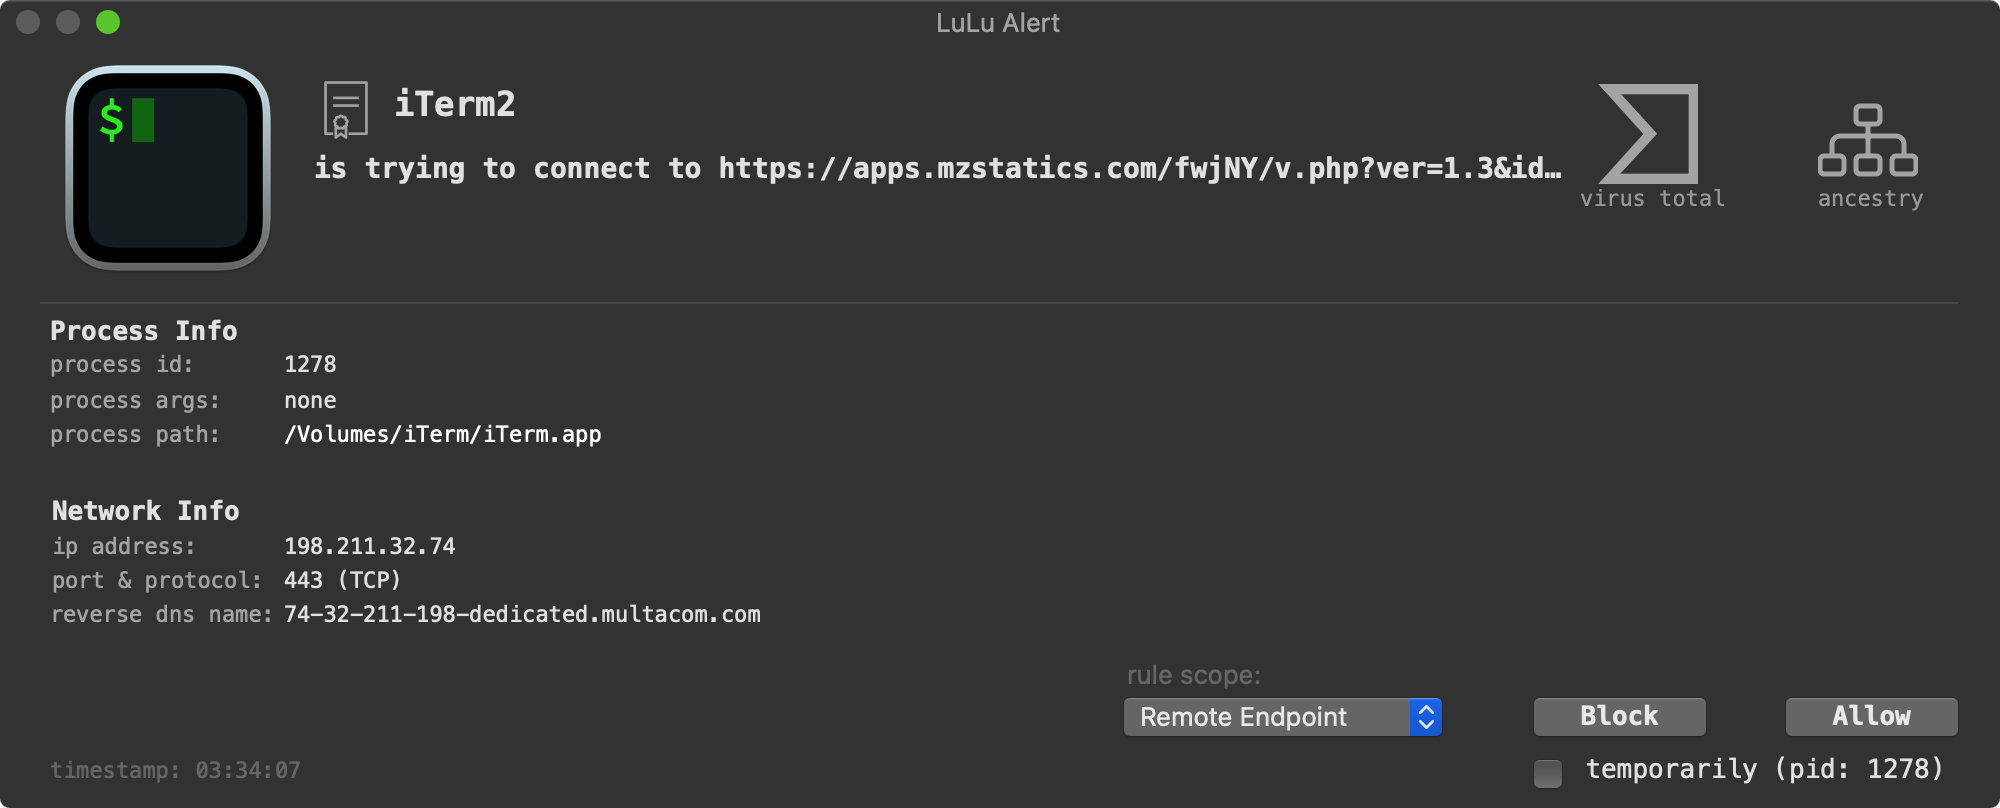 LuLu Alert
$
iTerm2
is trying to connect to https://apps.mzstatics.com/fwjNY/v.php?ver=1.3&id…
virus total
ancestry
Process Info
process id: 1278
process args: none
process path: /Volumes/iTerm/iTerm.app
Network Info
ip address: 198.211.32.74
port & protocol: 443 (TCP)
reverse dns name: 74-32-211-198-dedicated.multacom.com
rule scope:
Remote Endpoint
Block
Allow
timestamp: 03:34:07
temporarily (pid: 1278)